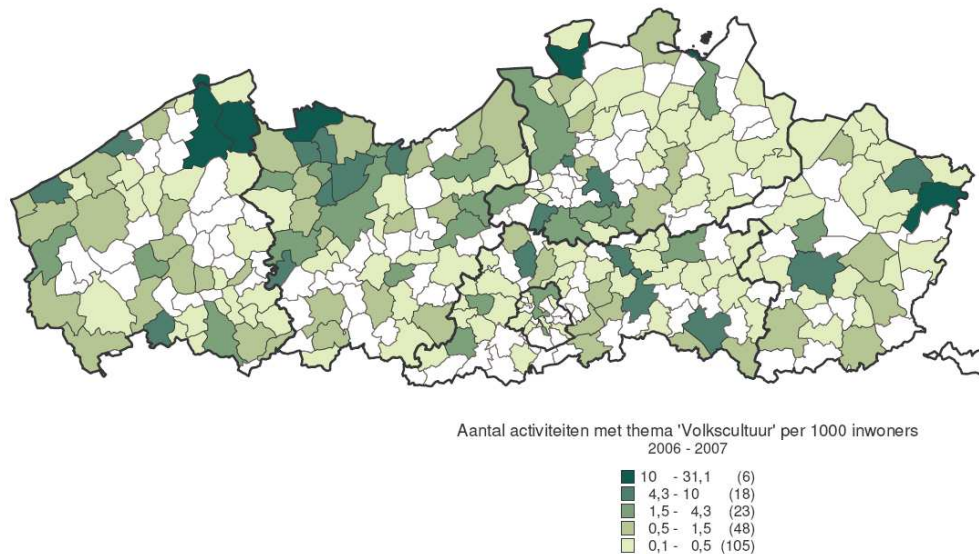 Aantal activiteiten met thema 'Volkscultuur' per 1000 inwoners
2006 - 2007
10 - 31,1 (6)
4,3 - 10 (18)
1,5 - 4,3 (23)
0,5 - 1,5 (48)
0,1 - 0,5 (105)